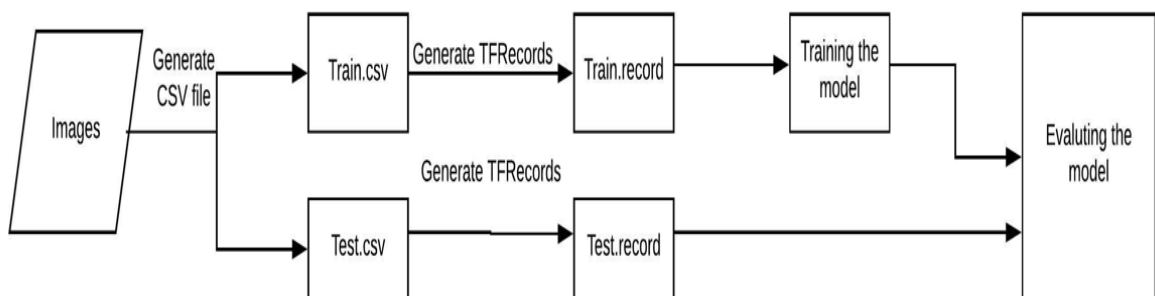 Images
Generate
CSV file
Train.csv
Generate TFRecords
Train.record
Training the
model
Generate TFRecords
Test.csv
Test.record
Evaluting the
model